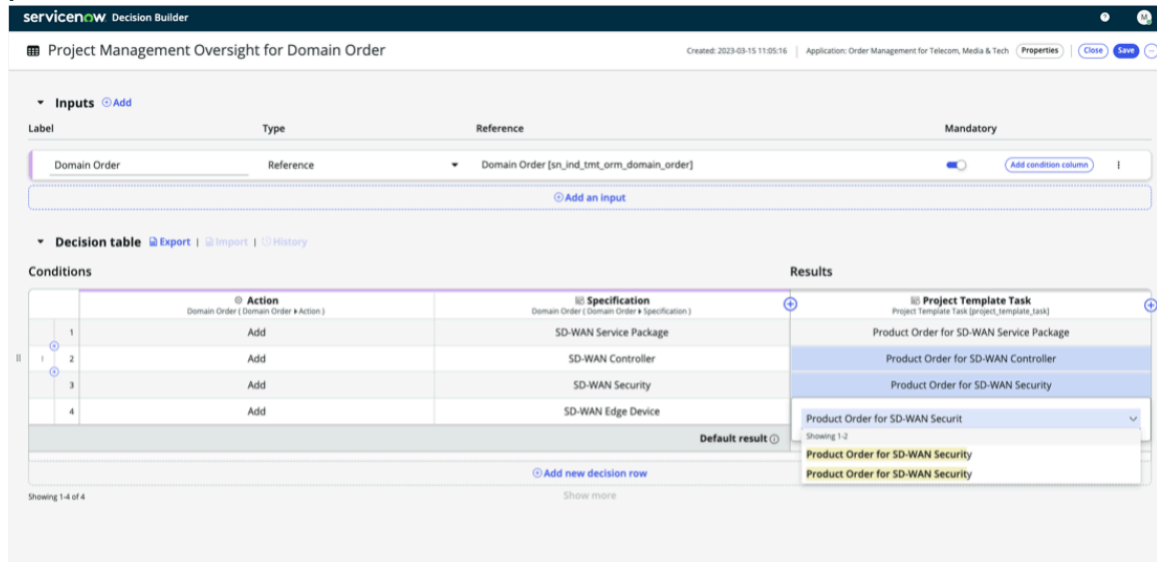 servicenow Decision Builder
M
Project Management Oversight for Domain Order
Created: 2023-03-15 11:05:16 | Application: Order Management for Telecom, Media & Tech Properties | Close Save
Inputs Add
Label Type Reference Mandatory
Domain Order Reference Domain Order [sn_ind_tmt_orm_domain_order] Add condition column
Add an input
Decision table Export | Import | History
Conditions Results
Action Specification Project Template Task
Domain Order ( Domain Order ▸ Action ) Domain Order ( Domain Order ▸ Specification ) Project Template Task [project_template_task]
1 Add SD-WAN Service Package Product Order for SD-WAN Service Package
2 Add SD-WAN Controller Product Order for SD-WAN Controller
3 Add SD-WAN Security Product Order for SD-WAN Security
4 Add SD-WAN Edge Device Product Order for SD-WAN Securit
Default result Showing 1-2
Product Order for SD-WAN Security
Add new decision row Product Order for SD-WAN Security
Showing 1-4 of 4 Show more